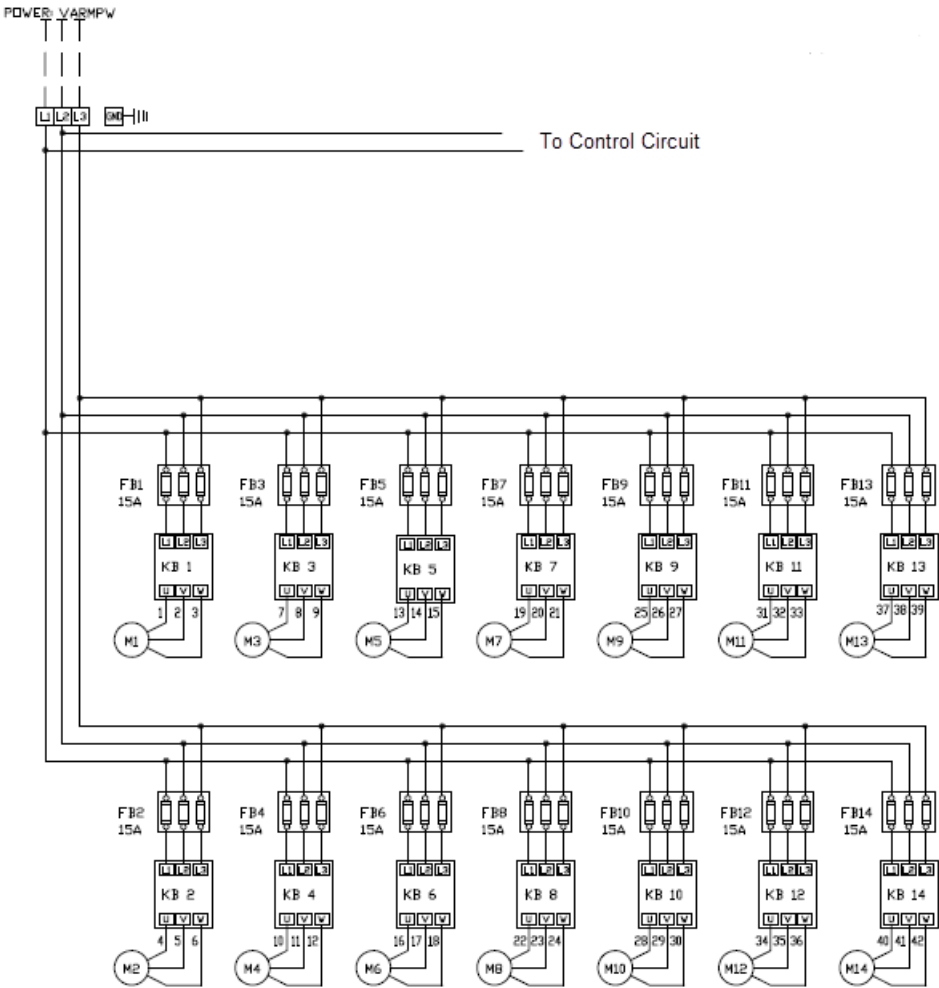 POWER: VARMPW
L1 L2 L3 GND
To Control Circuit
FB1 FB3 FB5 FB7 FB9 FB11 FB13
15A 15A 15A 15A 15A 15A 15A
L1 L2 L3 L1 L2 L3 L1 L2 L3 L1 L2 L3 L1 L2 L3 L1 L2 L3 L1 L2 L3
KB 1 KB 3 KB 5 KB 7 KB 9 KB 11 KB 13
U V W U V W U V W U V W U V W U V W U V W
1 2 3 7 8 9 13 14 15 19 20 21 25 26 27 31 32 33 37 38 39
M1 M3 M5 M7 M9 M11 M13
FB2 FB4 FB6 FB8 FB10 FB12 FB14
15A 15A 15A 15A 15A 15A 15A
L1 L2 L3 L1 L2 L3 L1 L2 L3 L1 L2 L3 L1 L2 L3 L1 L2 L3 L1 L2 L3
KB 2 KB 4 KB 6 KB 8 KB 10 KB 12 KB 14
U V W U V W U V W U V W U V W U V W U V W
4 5 6 10 11 12 16 17 18 22 23 24 28 29 30 34 35 36 40 41 42
M2 M4 M6 M8 M10 M12 M14